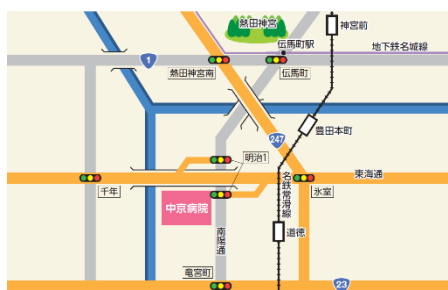 熱田神宮
神宮前
伝馬町駅
地下鉄名城線
1
熱田神宮南
伝馬町
247
豊田本町
明治1
名鉄常滑線
東海通
千年
氷室
中京病院
南陽通
道徳
竜宮町
23